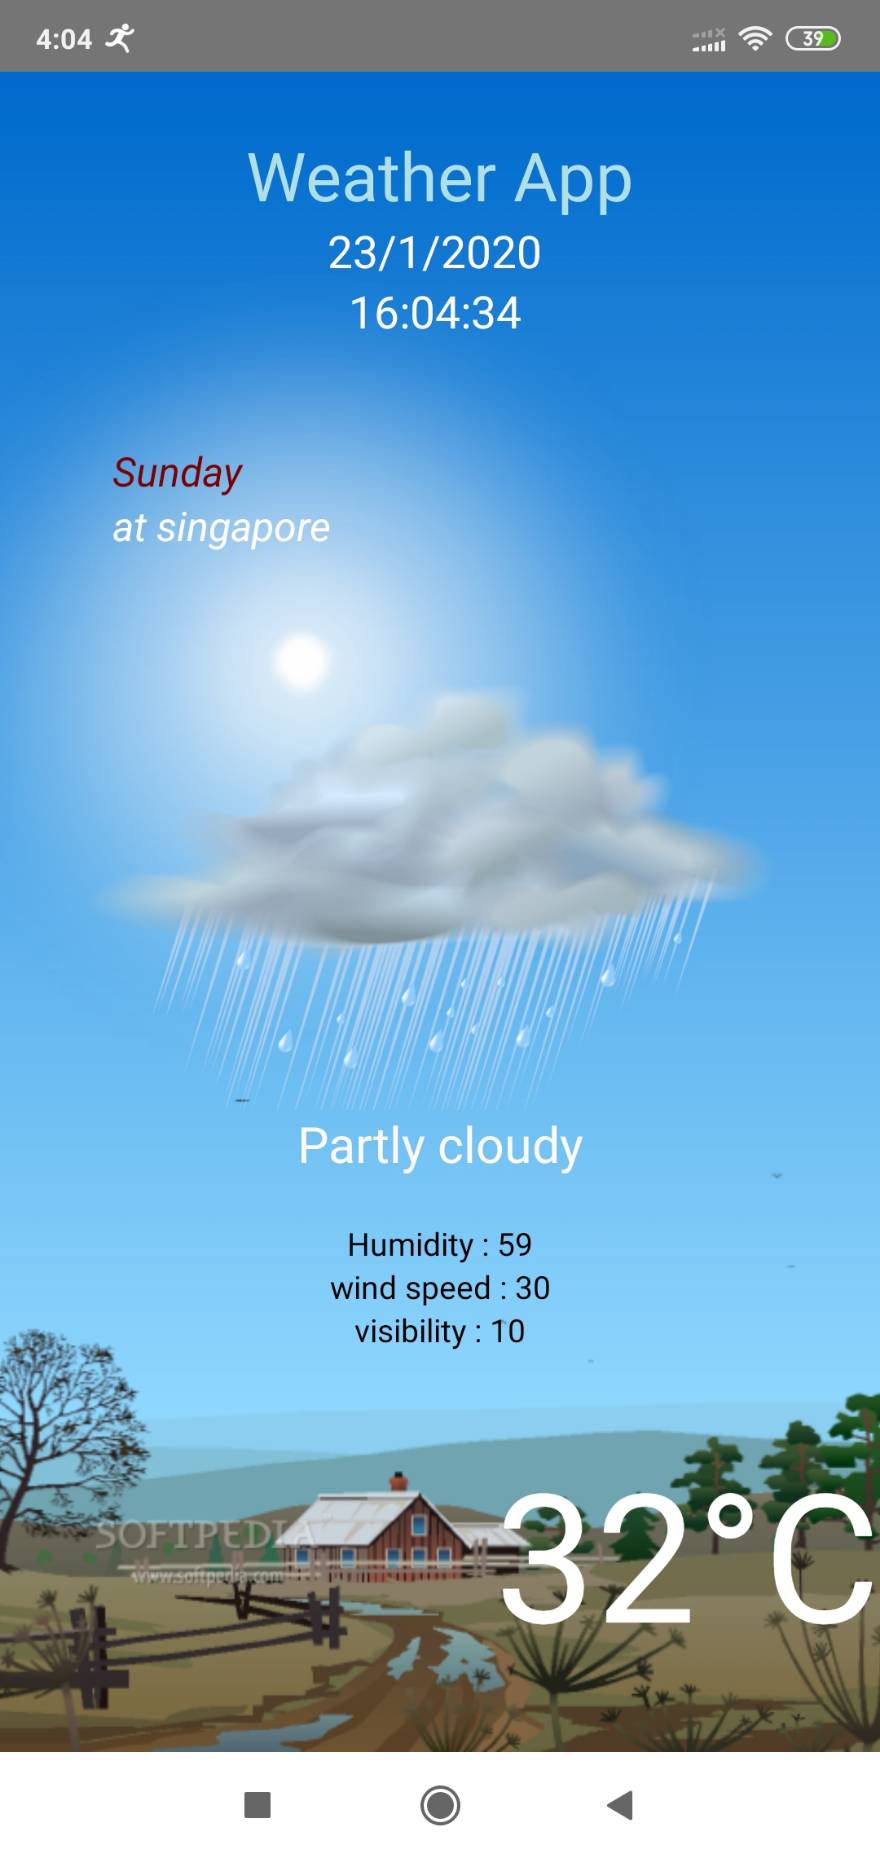 4:04
39
Weather App
23/1/2020
16:04:34
Sunday
at singapore
Partly cloudy
Humidity : 59
wind speed : 30
visibility : 10
32°C
SOFTPEDIA
www.softpedia.com